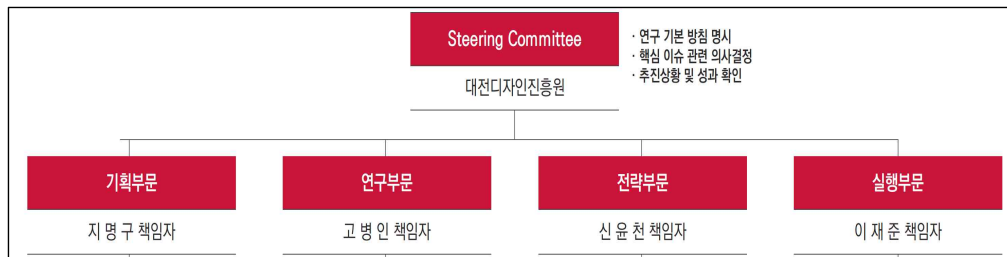 Steering Committee
· 연구 기본 방침 명시
· 핵심 이슈 관련 의사결정
· 추진상황 및 성과 확인
대전디자인진흥원
기획부문
연구부문
전략부문
실행부문
지 명 구 책임자
고 병 인 책임자
신 윤 천 책임자
이 재 준 책임자